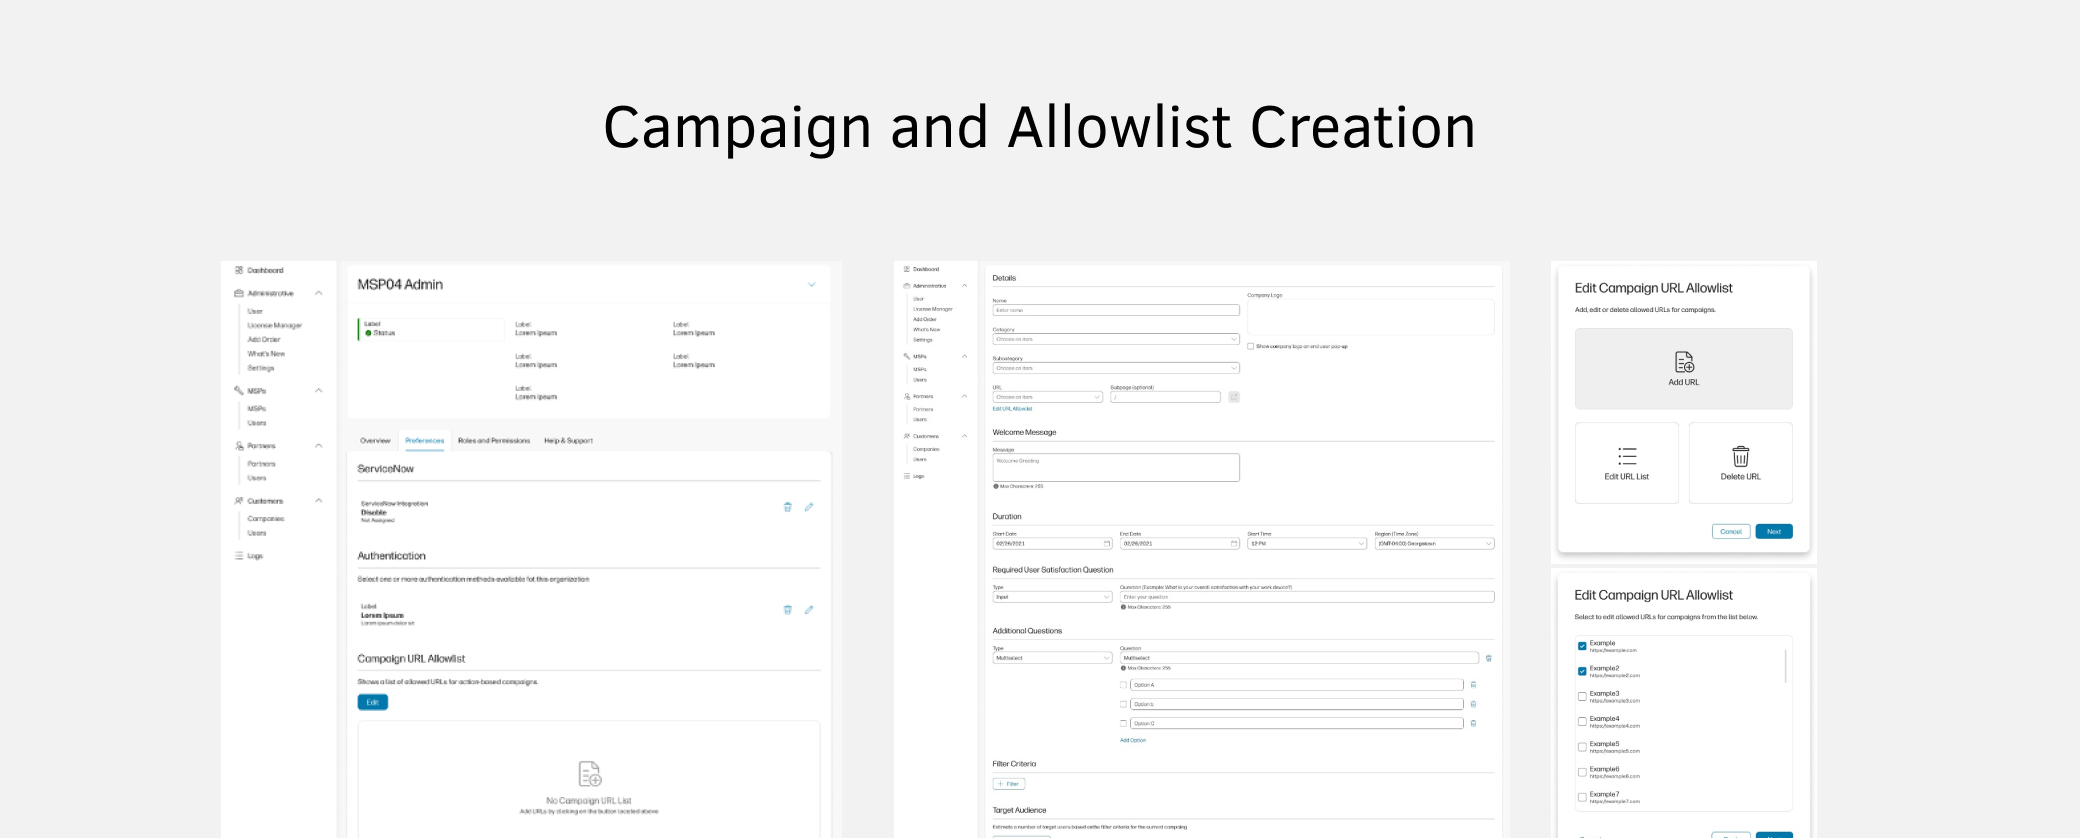 Campaign and Allowlist Creation
Dashboard
Administrative
User
License Manager
Add Order
What's New
Settings
MSPs
MSPs
Users
Partners
Partners
Users
Customers
Companies
Users
Logs
MSP04 Admin
Label
Status
Label
Lorem Ipsum
Label
Lorem Ipsum
Label
Lorem Ipsum
Label
Lorem Ipsum
Label
Lorem Ipsum
Overview Preferences Roles and Permissions Help & Support
ServiceNow
ServiceNow Integration
Disable
Not Assigned
Authentication
Select one or more authentication methods available fot this organization
Label
Lorem Ipsum
Lorem ipsum dolor sit
Campaign URL Allowlist
Shows a list of allowed URLs for action-based campaigns.
Edit
No Campaign URL List
Add URLs by clicking on the button located above
Dashboard
Administrative
User
License Manager
Add Order
What's New
Settings
MSPs
MSPs
Users
Partners
Partners
Users
Customers
Companies
Users
Logs
Details
Name
Enter name
Company Logo
Category
Choose an item
Show company logo on end user pop-up
Subcategory
Choose an item
URL Subpage (optional)
Choose an item /
Edit URL Allowlist
Welcome Message
Message
Welcome Greeting
Max Characters: 255
Duration
Start Date End Date Start Time Region (Time Zone)
02/26/2021 02/26/2021 12 PM (GMT-04:00) Georgetown
Required User Satisfaction Question
Type Question (Example: What is your overall satisfaction with your work device?)
Input Enter your question
Max Characters: 255
Additional Questions
Type Question
Multiselect Multiselect
Max Characters: 255
Option A
Option b
Option C
Add Option
Filter Criteria
+ Filter
Target Audience
Estimate a number of target users based on the filter criteria for the current campaing
Edit Campaign URL Allowlist
Add, edit or delete allowed URLs for campaigns.
Add URL
Edit URL List Delete URL
Cancel Next
Edit Campaign URL Allowlist
Select to edit allowed URLs for campaigns from the list below.
Example
https://example.com
Example2
https://example2.com
Example3
https://example3.com
Example4
https://example4.com
Example5
https://example5.com
Example6
https://example6.com
Example7
https://example7.com